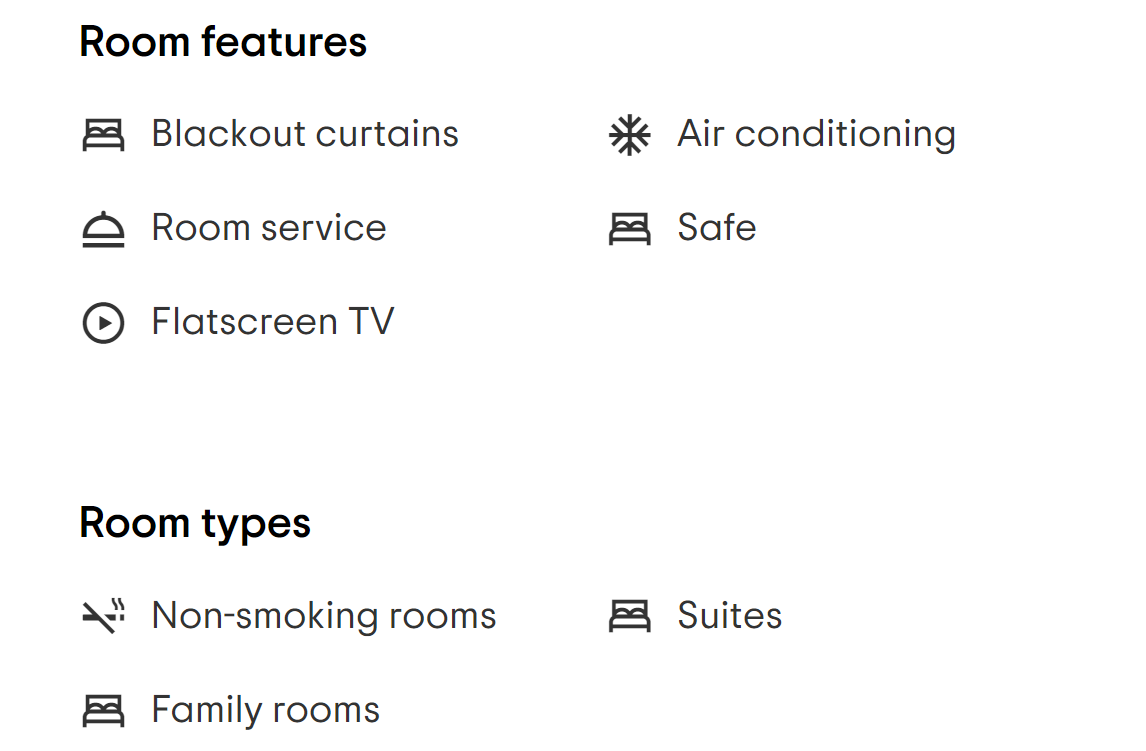 Room features
Blackout curtains
Air conditioning
Room service
Safe
Flatscreen TV
Room types
Non-smoking rooms
Suites
Family rooms